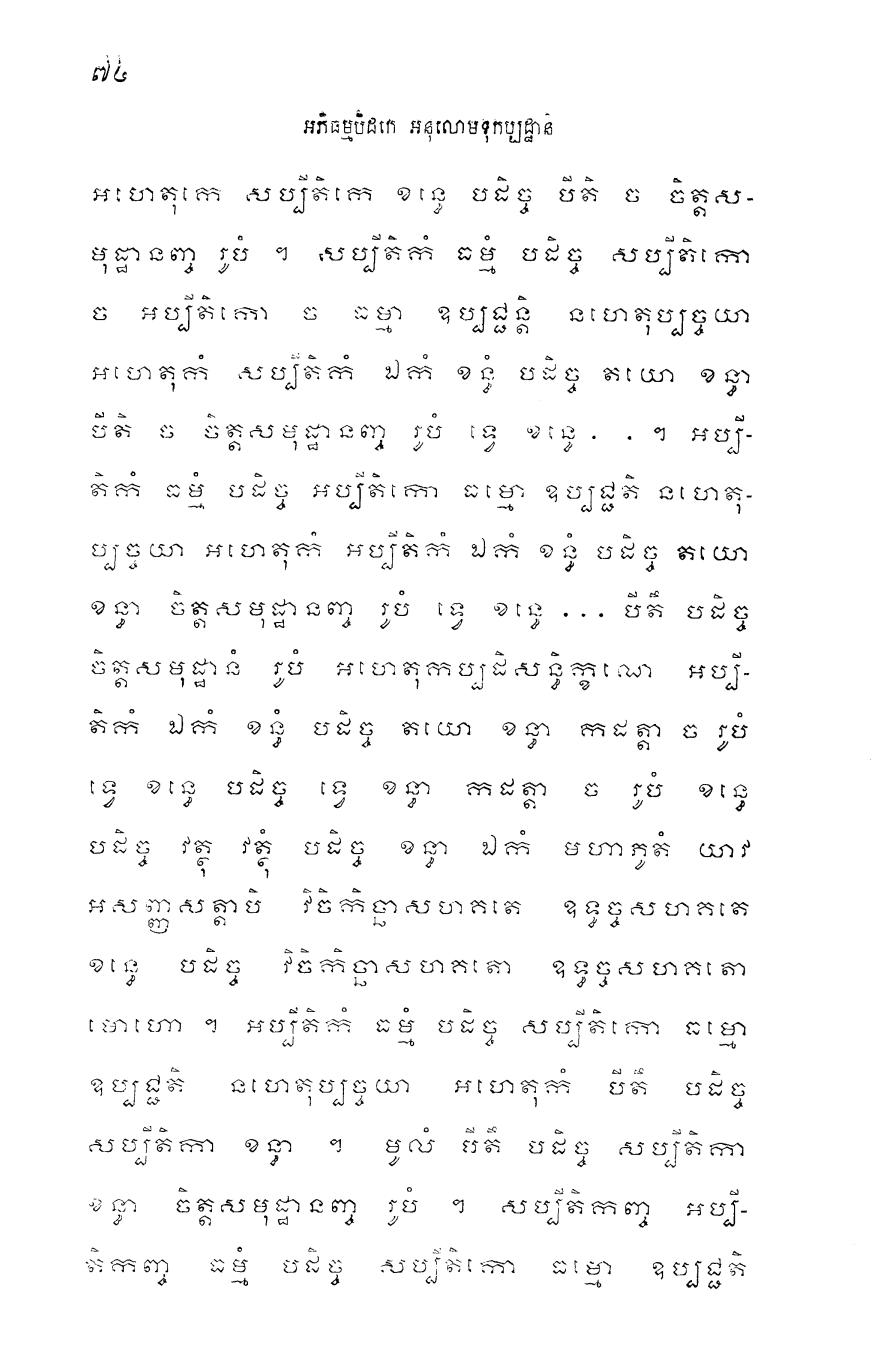 ៧៤
អភិធម្មបិដកេ អនុលោមទុកប្បដ្ឋានំ
អហេតុកេ សប្បីតិកេ ខន្ធេ បដិច្ច បីតិ ច ចិត្តស-
មុដ្ឋានញ្ច រូបំ ។ សប្បីតិកំ ធម្មំ បដិច្ច សប្បីតិកោ
ច អប្បីតិកោ ច ធម្មា ឧប្បជ្ជន្តិ នហេតុប្បច្ចយា
អហេតុកំ សប្បីតិកំ ឯកំ ខន្ធំ បដិច្ច តយោ ខន្ធា
បីតិ ច ចិត្តសមុដ្ឋានញ្ច រូបំ ទ្វេ ខន្ធេ . . ។ អប្បី-
តិកំ ធម្មំ បដិច្ច អប្បីតិកោ ធម្មោ ឧប្បជ្ជតិ នហេតុ-
ប្បច្ចយា អហេតុកំ អប្បីតិកំ ឯកំ ខន្ធំ បដិច្ច តយោ
ខន្ធា ចិត្តសមុដ្ឋានញ្ច រូបំ ទ្វេ ខន្ធេ ... បីតឹ បដិច្ច
ចិត្តសមុដ្ឋានំ រូបំ អហេតុកប្បដិសន្ធិក្ខណេ អប្បី-
តិកំ ឯកំ ខន្ធំ បដិច្ច តយោ ខន្ធា កដត្តា ច រូបំ
ទ្វេ ខន្ធេ បដិច្ច ទ្វេ ខន្ធា កដត្តា ច រូបំ ខន្ធេ
បដិច្ច វត្ថុ វត្ថុំ បដិច្ច ខន្ធា ឯកំ មហាភូតំ យាវ
អសញ្ញសត្តាបិ វិចិកិច្ឆាសហគតេ ឧទ្ធច្ចសហគតេ
ខន្ធេ បដិច្ច វិចិកិច្ឆាសហគតោ ឧទ្ធច្ចសហគតោ
មោហោ ។ អប្បីតិកំ ធម្មំ បដិច្ច សប្បីតិកោ ធម្មោ
ឧប្បជ្ជតិ នហេតុប្បច្ចយា អហេតុកំ បីតឹ បដិច្ច
សប្បីតិកា ខន្ធា ។ មូលំ បីតឹ បដិច្ច សប្បីតិកា
ខន្ធា ចិត្តសមុដ្ឋានញ្ច រូបំ ។ សប្បីតិកញ្ច អប្បី-
តិកញ្ច ធម្មំ បដិច្ច សប្បីតិកោ ធម្មោ ឧប្បជ្ជតិ